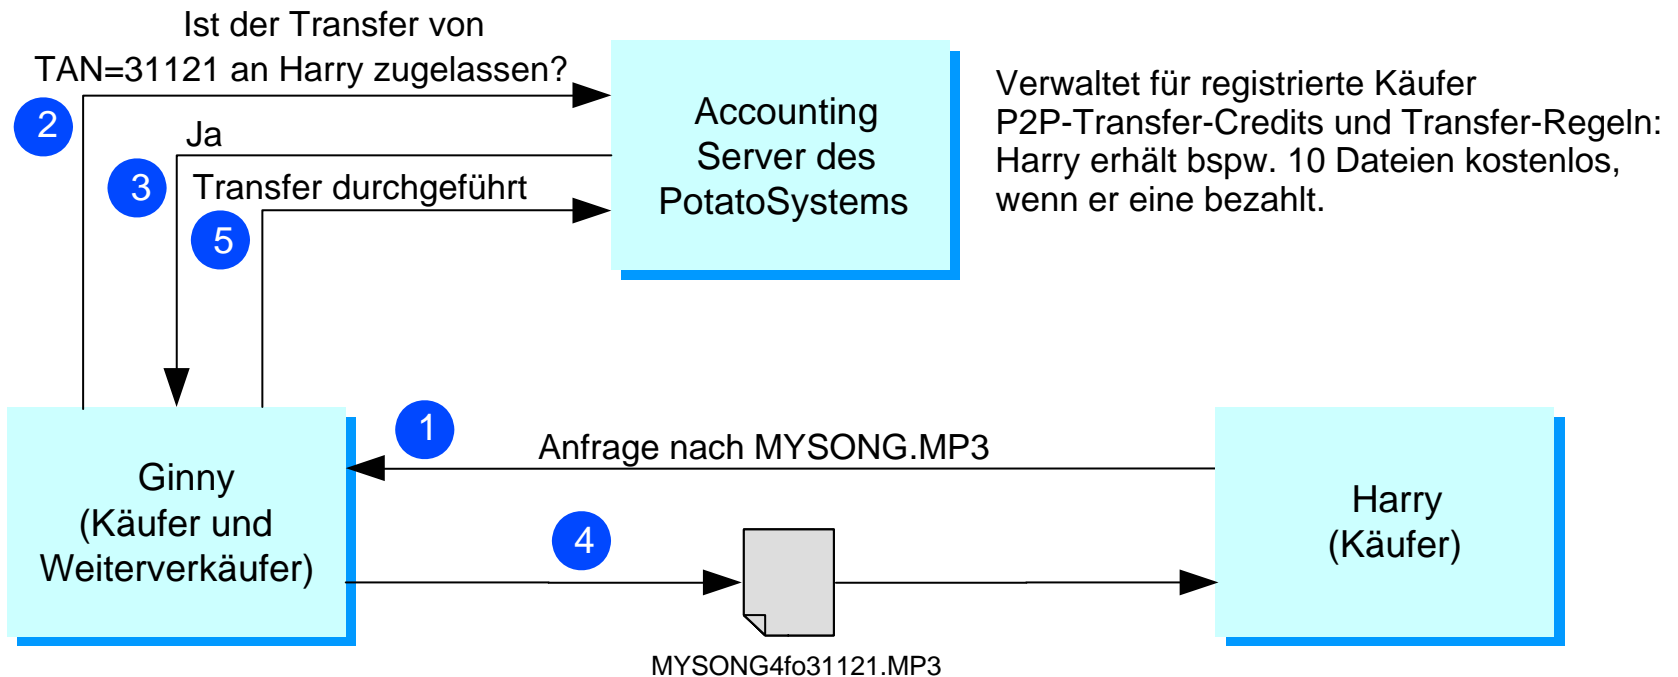 Ist der Transfer von
TAN=31121 an Harry zugelassen?
2
Ja
3
Transfer durchgeführt
5
Accounting
Server des
PotatoSystems
Verwaltet für registrierte Käufer
P2P-Transfer-Credits und Transfer-Regeln:
Harry erhält bspw. 10 Dateien kostenlos,
wenn er eine bezahlt.
1
Anfrage nach MYSONG.MP3
Ginny
(Käufer und
Weiterverkäufer)
4
MYSONG4fo31121.MP3
Harry
(Käufer)